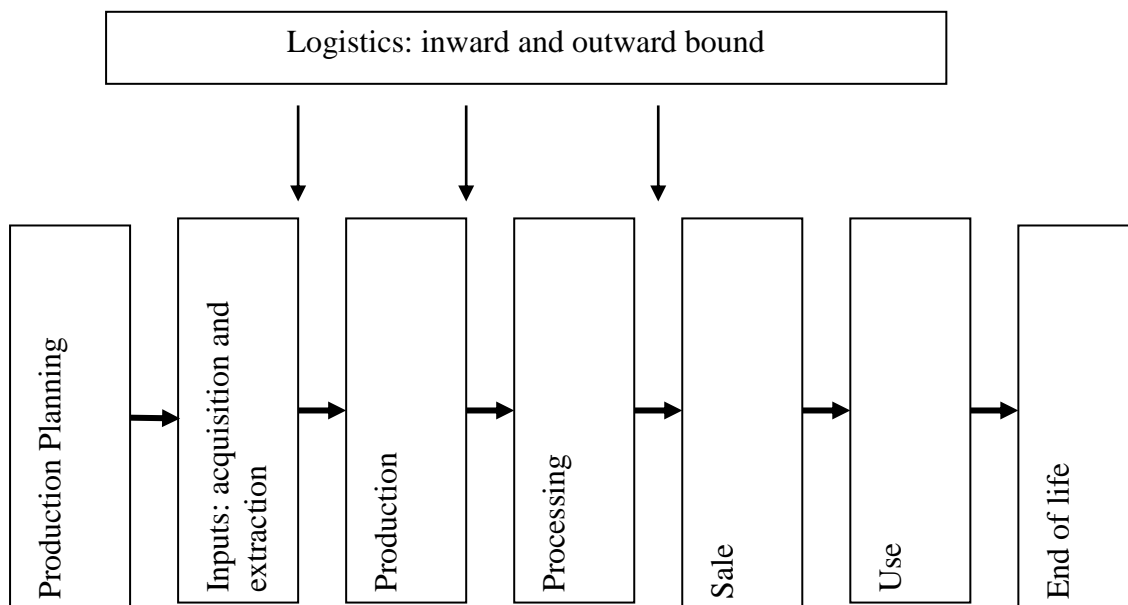 Logistics: inward and outward bound
Production Planning
Inputs: acquisition and
extraction
Production
Processing
Sale
Use
End of life